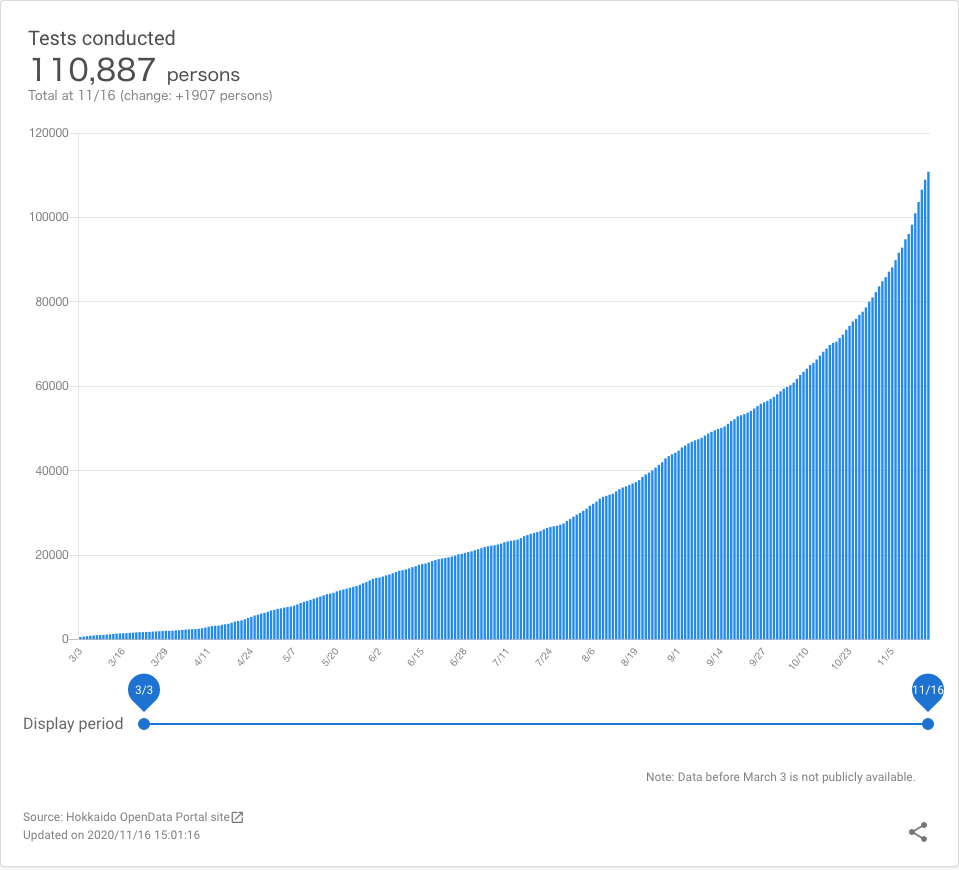 Tests conducted
110,887 persons
Total at 11/16 (change: +1907 persons)
120000
100000
80000
60000
40000
20000
0
3/3 3/16 3/29 4/11 4/24 5/7 5/20 6/2 6/15 6/28 7/11 7/24 8/6 8/19 9/1 9/14 9/27 10/10 10/23 11/5
3/3 11/16
Display period
Note: Data before March 3 is not publicly available.
Source: Hokkaido OpenData Portal site
Updated on 2020/11/16 15:01:16